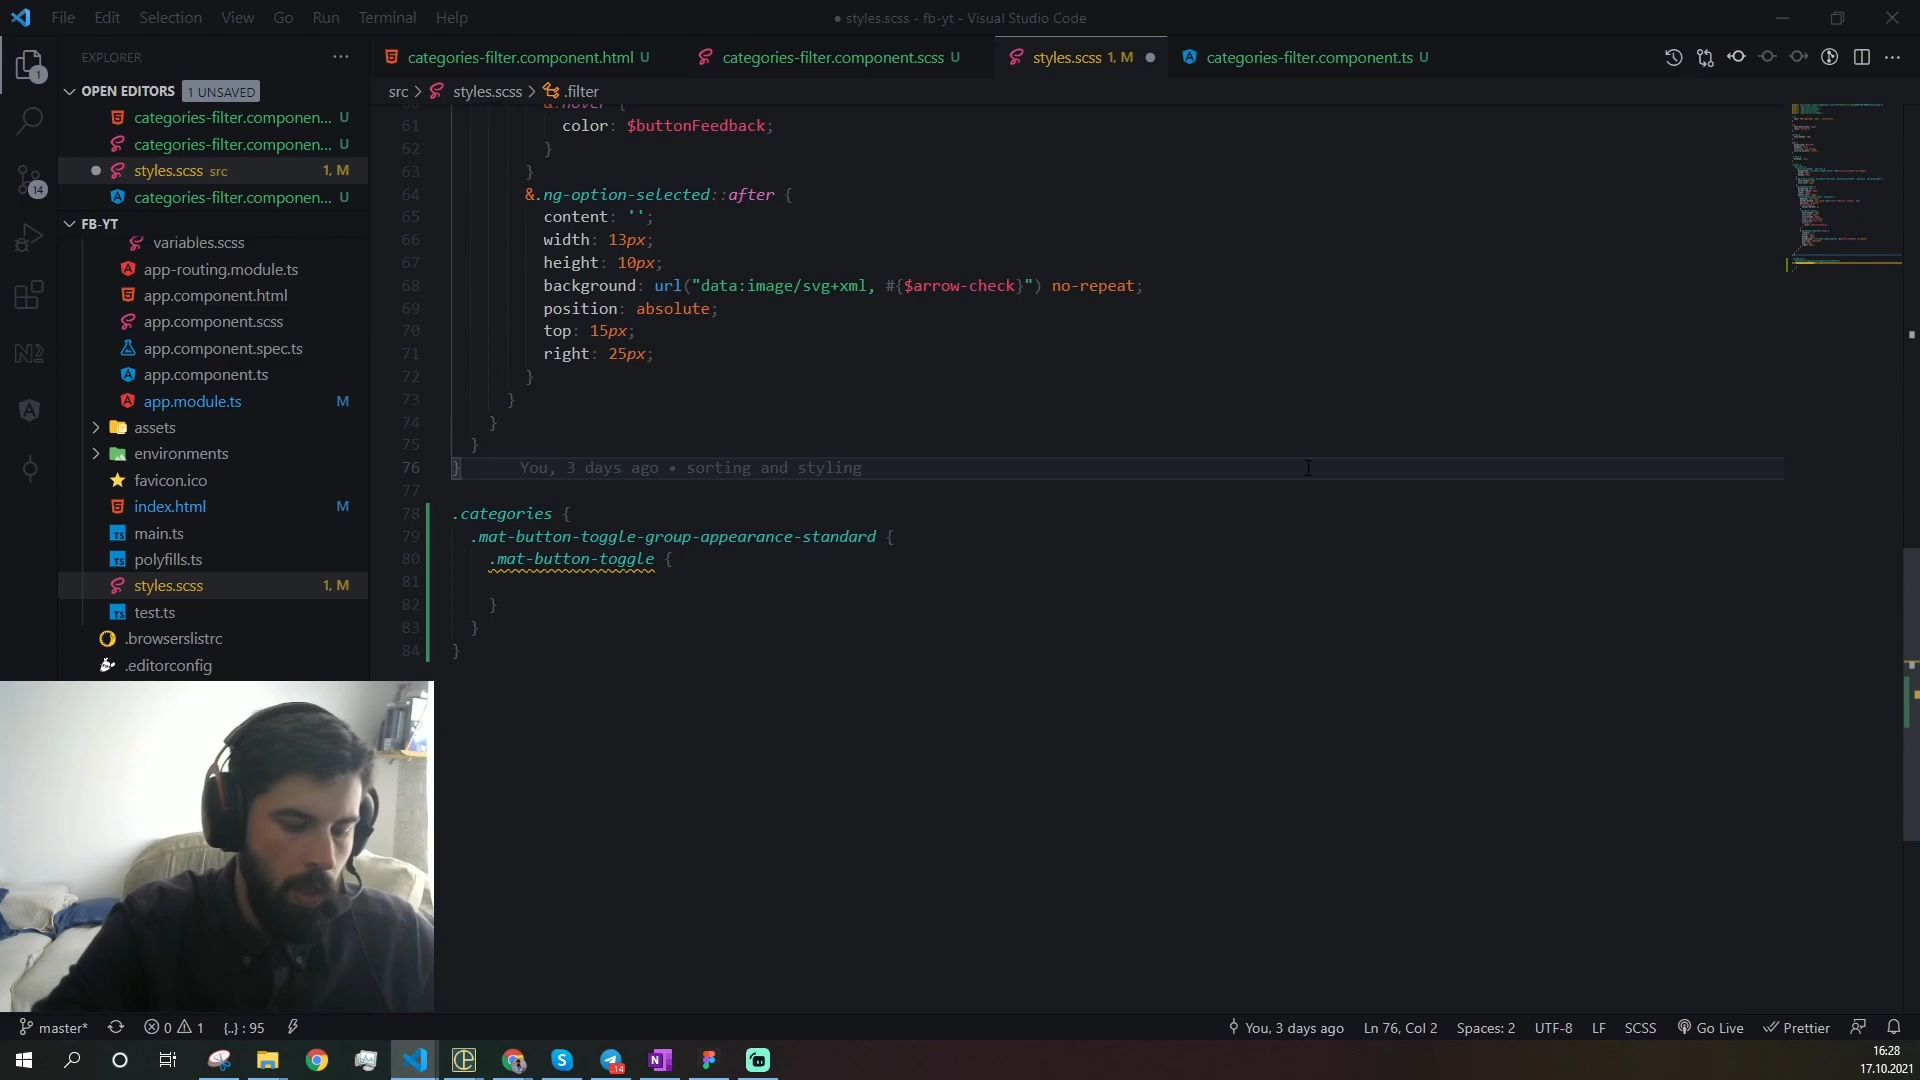 File Edit Selection View Go Run Terminal Help
● styles.scss - fb-yt - Visual Studio Code
EXPLORER
categories-filter.component.html U
categories-filter.component.scss U
styles.scss 1, M
categories-filter.component.ts U
OPEN EDITORS 1 UNSAVED
src > styles.scss > .filter
categories-filter.componen... U
categories-filter.componen... U
styles.scss src 1, M
categories-filter.componen... U
FB-YT
variables.scss
app-routing.module.ts
app.component.html
app.component.scss
app.component.spec.ts
app.component.ts
app.module.ts M
assets
environments
favicon.ico
index.html M
main.ts
polyfills.ts
styles.scss 1, M
test.ts
.browserslistrc
.editorconfig
1
14
60 &:hover {
61 color: $buttonFeedback;
62 }
63 }
64 &.ng-option-selected::after {
65 content: '';
66 width: 13px;
67 height: 10px;
68 background: url("data:image/svg+xml, #{$arrow-check}") no-repeat;
69 position: absolute;
70 top: 15px;
71 right: 25px;
72 }
73 }
74 }
75 }
76 } You, 3 days ago • sorting and styling
77
78 .categories {
79 .mat-button-toggle-group-appearance-standard {
80 .mat-button-toggle {
81
82 }
83 }
84 }
master* 0 1 {..} : 95
You, 3 days ago Ln 76, Col 2 Spaces: 2 UTF-8 LF SCSS Go Live Prettier
14
16:28
17.10.2021